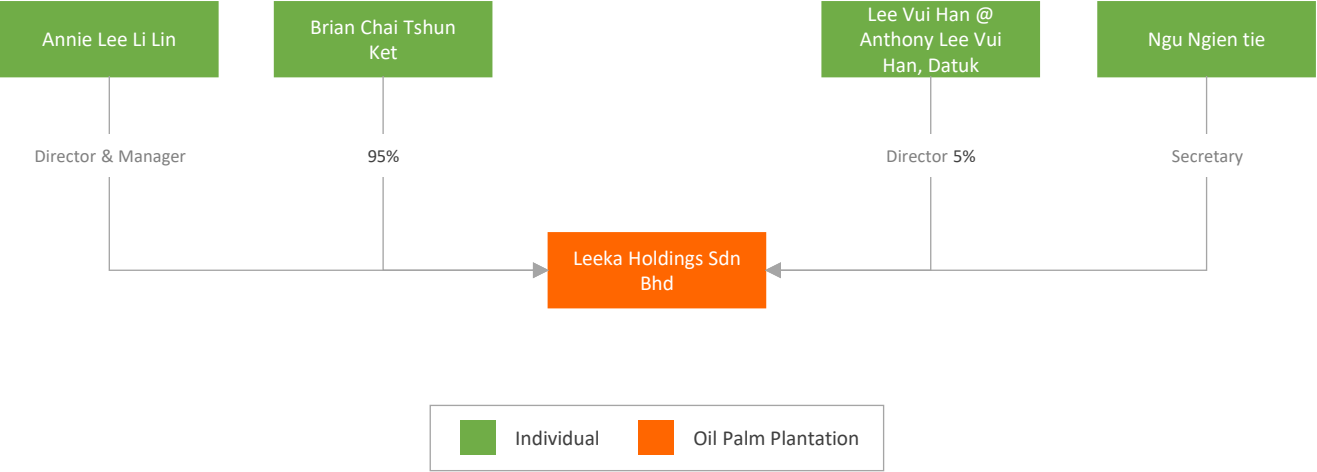 Annie Lee Li Lin
Brian Chai Tshun
Ket
Lee Vui Han @
Anthony Lee Vui
Han, Datuk
Ngu Ngien tie
Director & Manager
95%
Director 5%
Secretary
Leeka Holdings Sdn
Bhd
Individual
Oil Palm Plantation